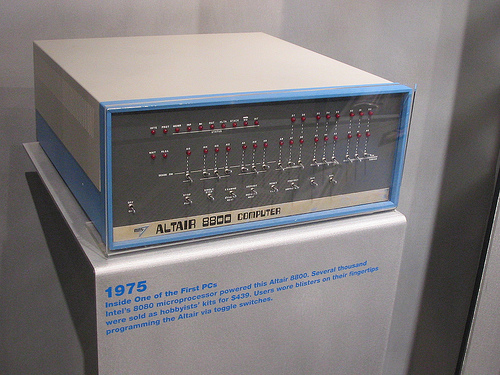 ALTAIR 8800 COMPUTER
1975
Inside One of the First PCs
Intel's 8080 microprocessor powered this Altair 8800. Several thousand
were sold as hobbyists' kits for $439. Users wore blisters on their fingertips
programming the Altair via toggle switches.